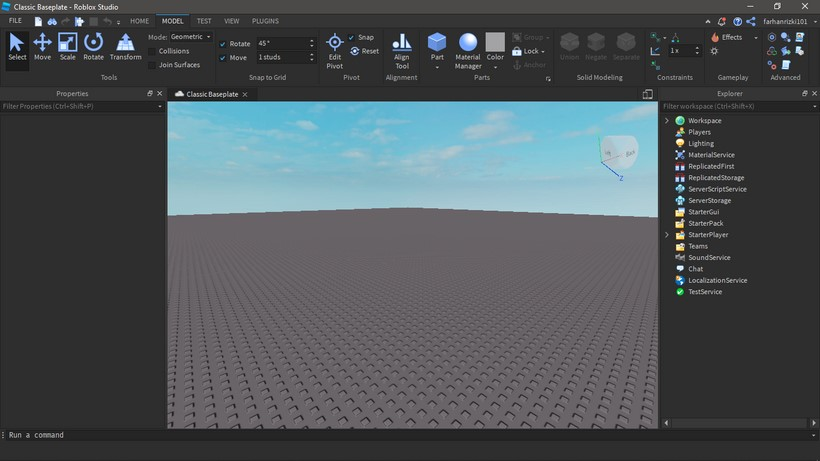 Classic Baseplate - Roblox Studio
FILE HOME MODEL TEST VIEW PLUGINS farhanrizki101
Select Move Scale Rotate Transform
Mode: Geometric
Collisions
Join Surfaces
Tools
Rotate 45°
Move 1 studs
Snap to Grid
Edit Pivot
Snap
Reset
Pivot
Align Tool
Alignment
Part Material Manager Color
Group
Lock
Anchor
Parts
Union Negate Separate
Solid Modeling
1 x
Constraints
Effects
Gameplay
Advanced
Properties
Filter Properties (Ctrl+Shift+P)
Classic Baseplate
Back
Z
Explorer
Filter workspace (Ctrl+Shift+X)
Workspace
Players
Lighting
MaterialService
ReplicatedFirst
ReplicatedStorage
ServerScriptService
ServerStorage
StarterGui
StarterPack
StarterPlayer
Teams
SoundService
Chat
LocalizationService
TestService
Run a command